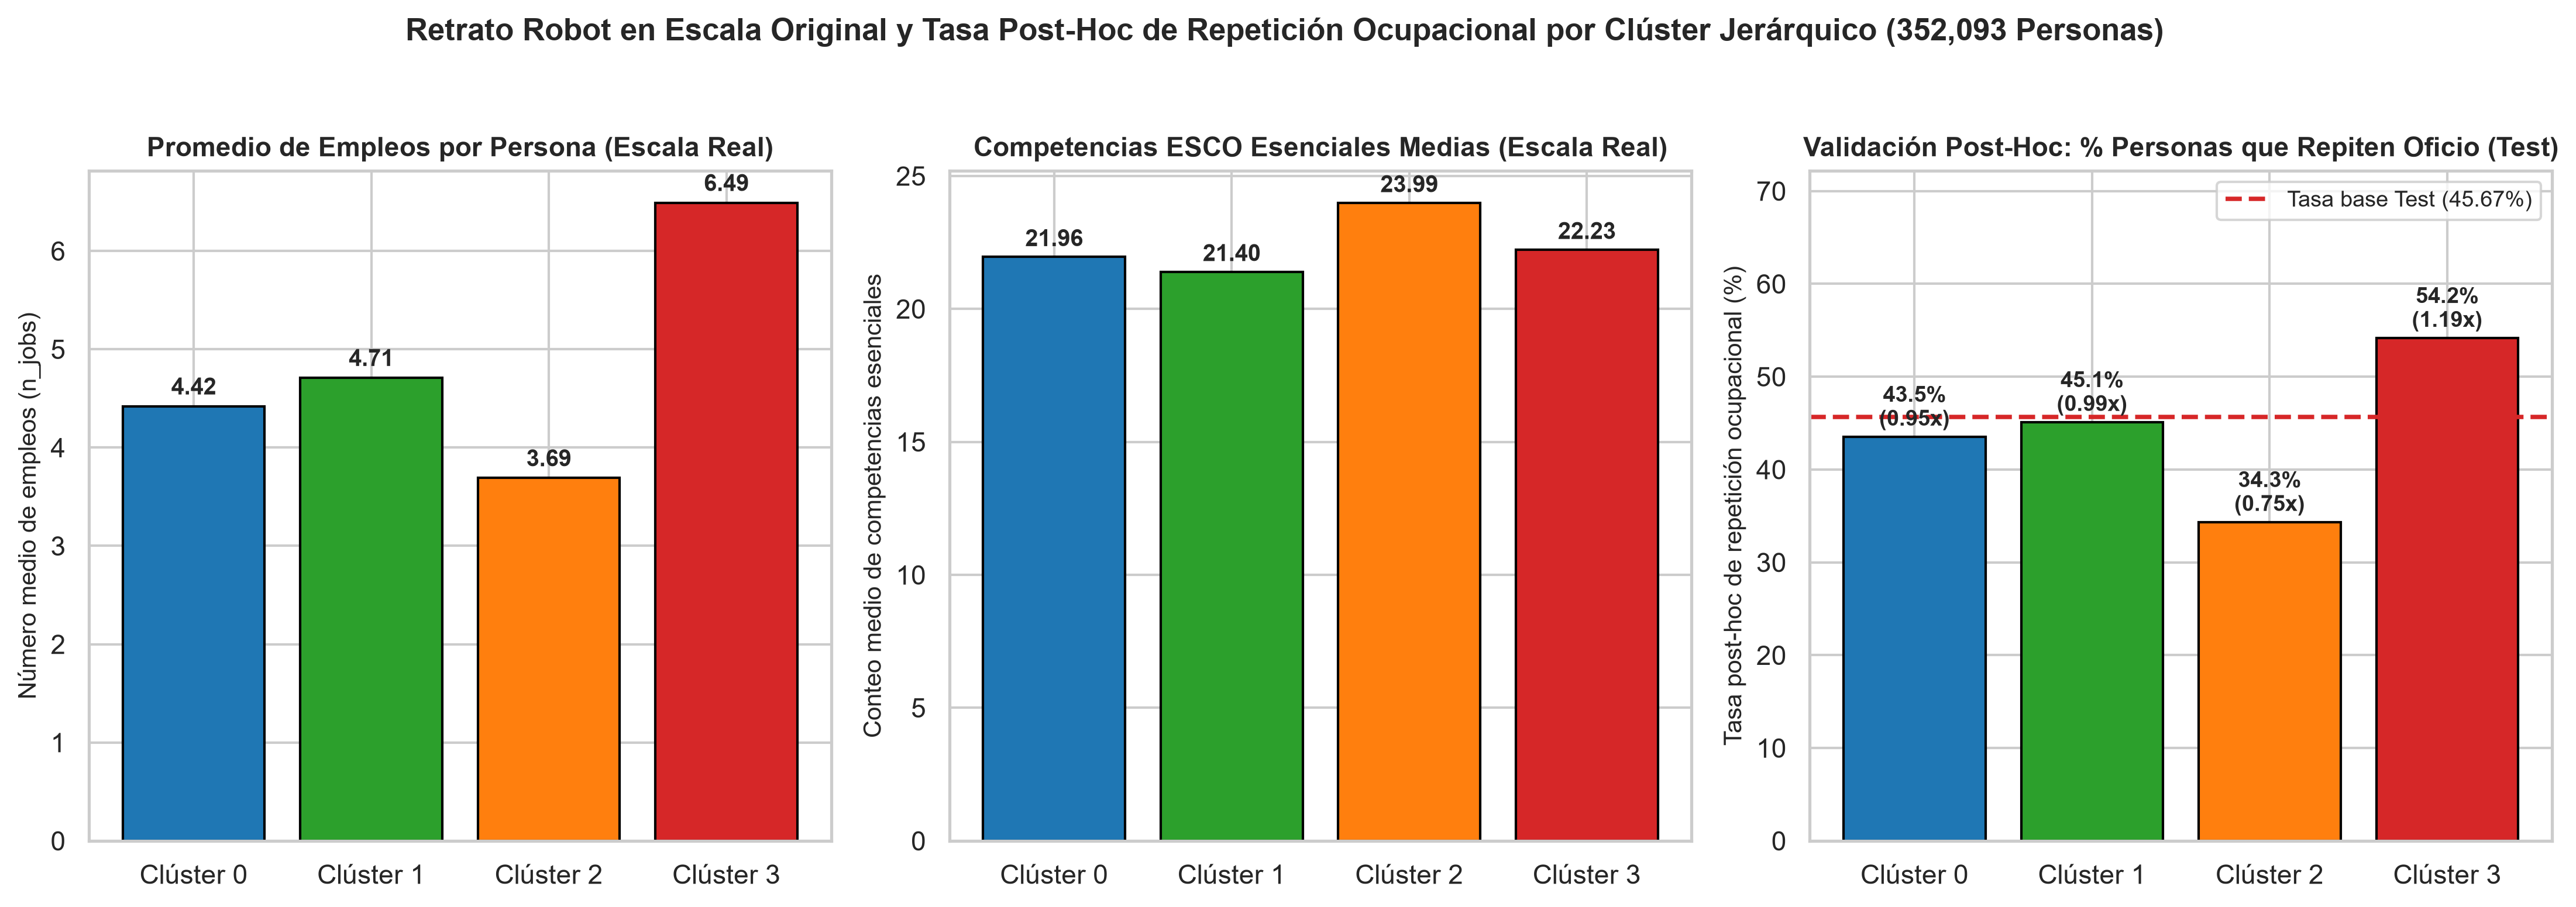 Retrato Robot en Escala Original y Tasa Post-Hoc de Repetición Ocupacional por Clúster Jerárquico (352,093 Personas)
Promedio de Empleos por Persona (Escala Real)
Número medio de empleos (n_jobs)
6
5
4
3
2
1
0
4.42
4.71
3.69
6.49
Clúster 0
Clúster 1
Clúster 2
Clúster 3
Competencias ESCO Esenciales Medias (Escala Real)
Conteo medio de competencias esenciales
25
20
15
10
5
0
21.96
21.40
23.99
22.23
Clúster 0
Clúster 1
Clúster 2
Clúster 3
Validación Post-Hoc: % Personas que Repiten Oficio (Test)
Tasa post-hoc de repetición ocupacional (%)
70
60
50
40
30
20
10
0
Tasa base Test (45.67%)
43.5%
(0.95x)
45.1%
(0.99x)
34.3%
(0.75x)
54.2%
(1.19x)
Clúster 0
Clúster 1
Clúster 2
Clúster 3